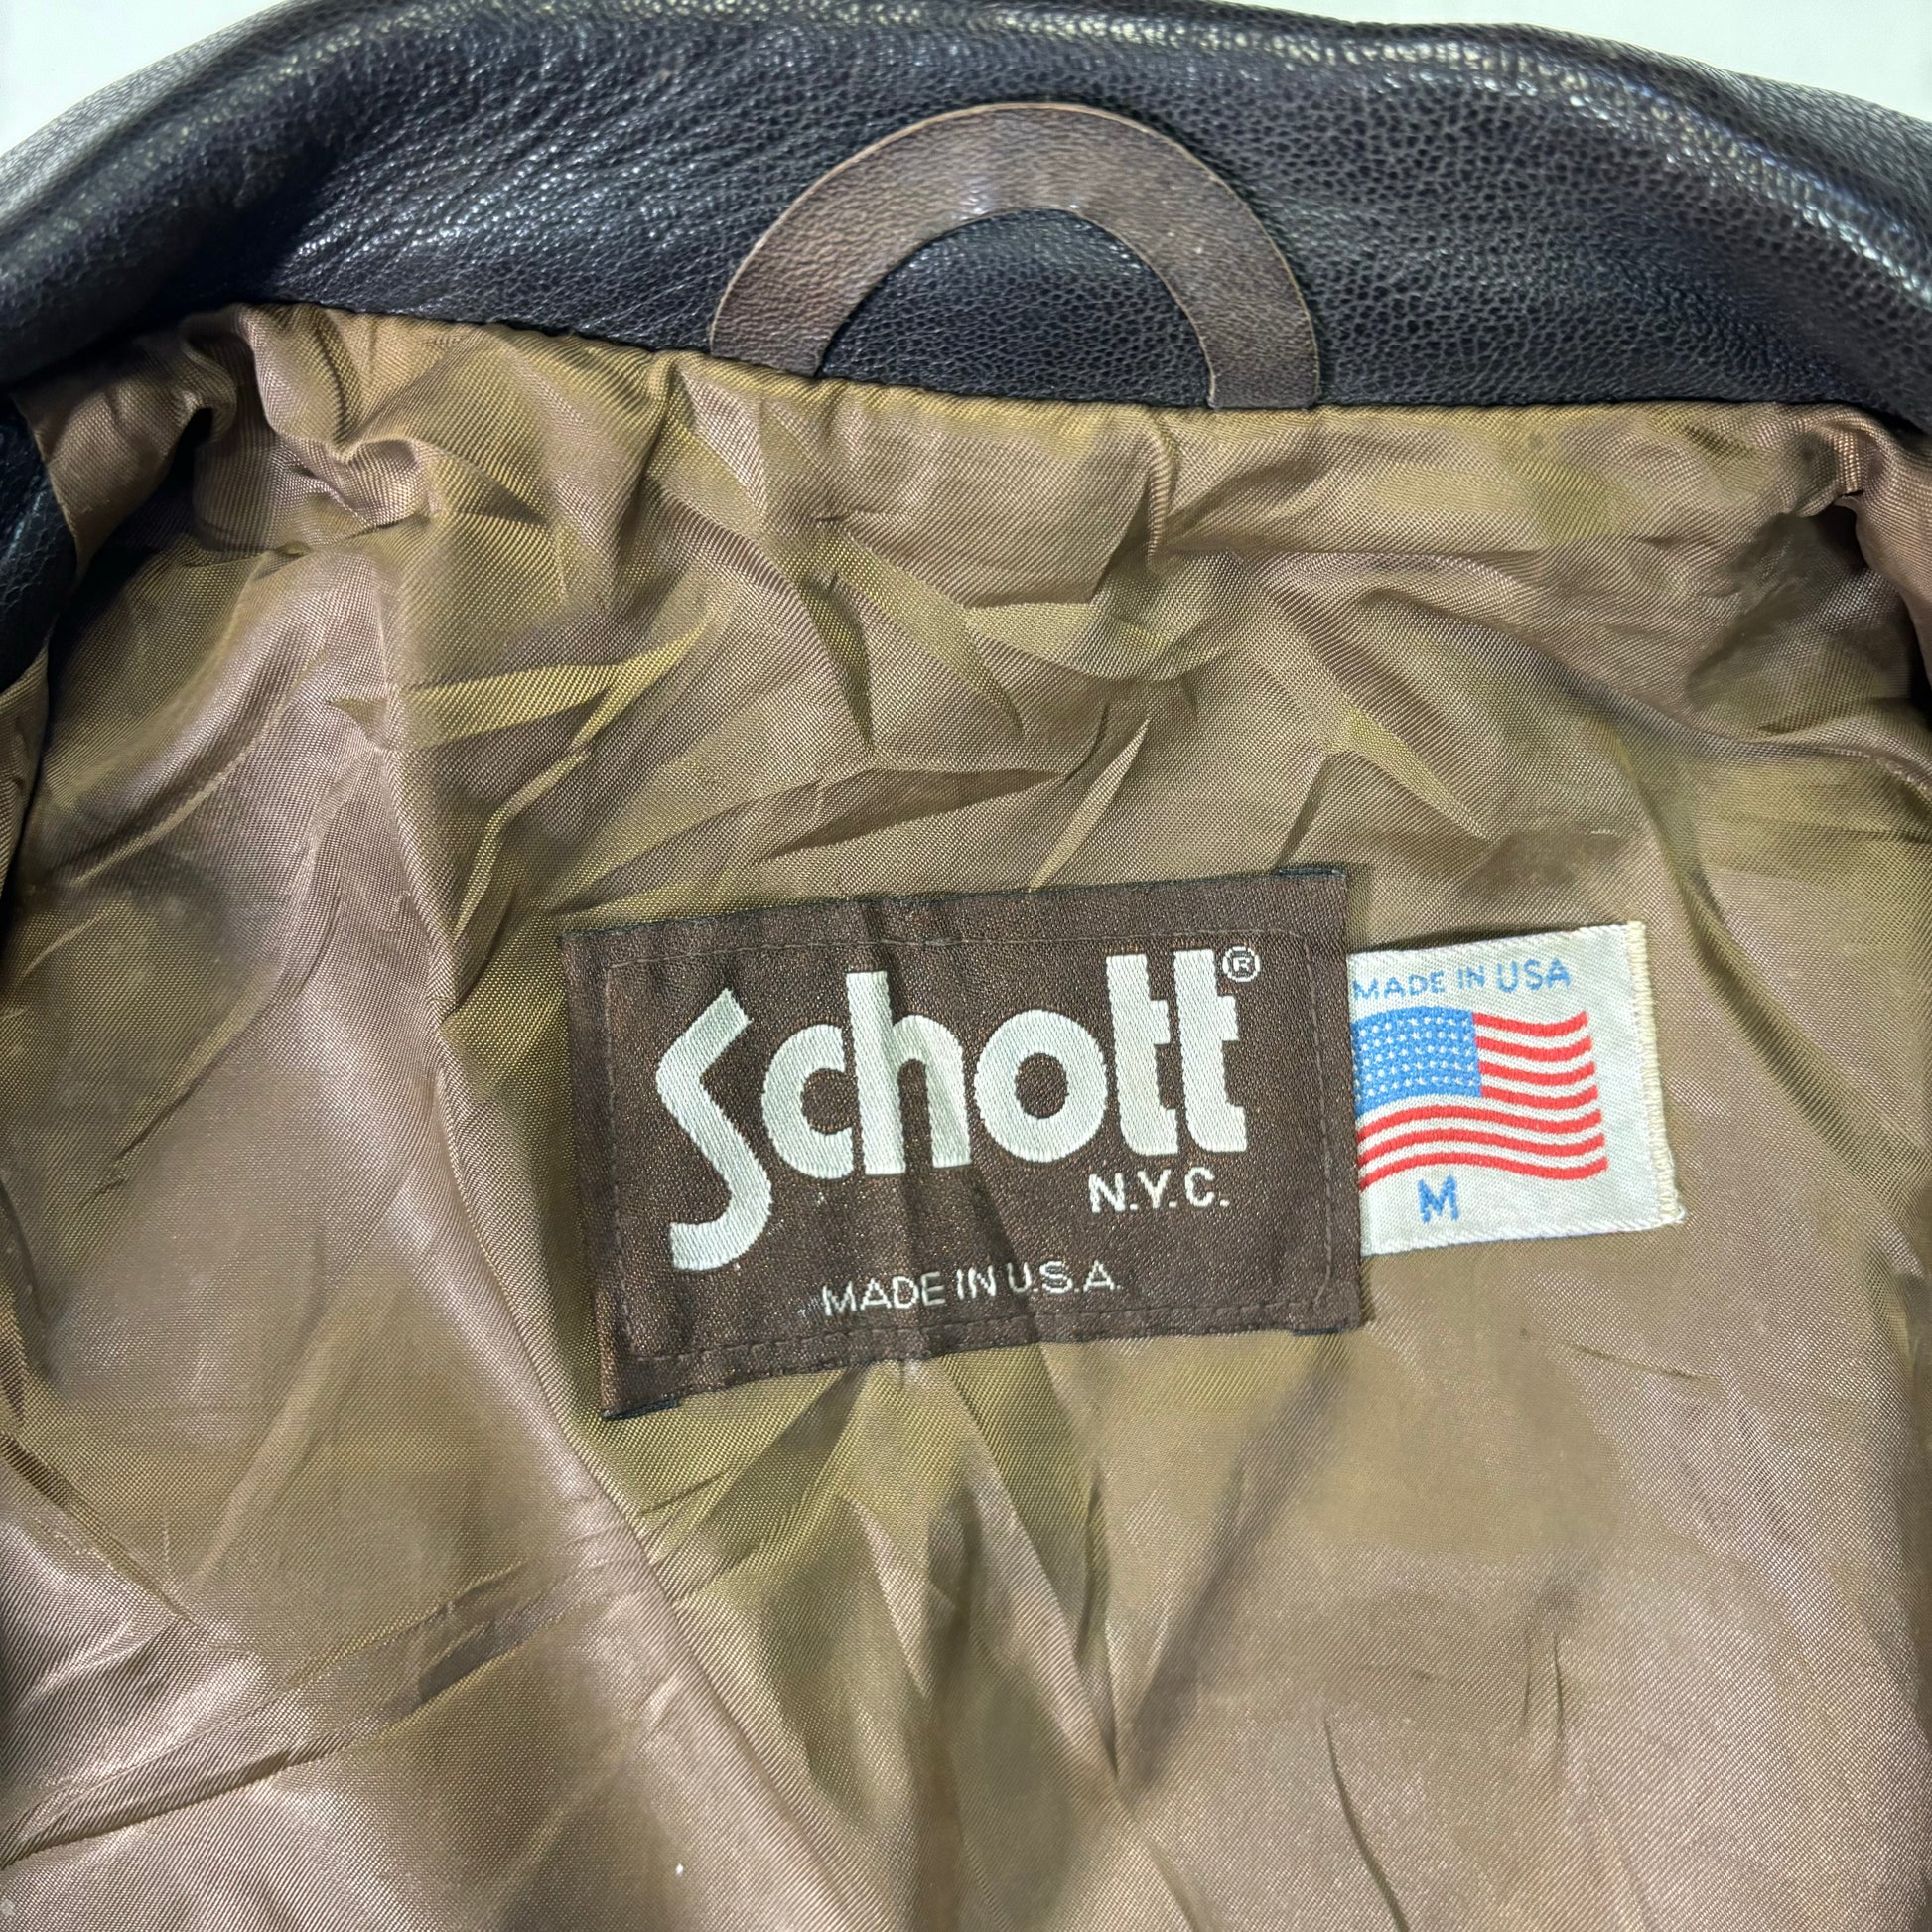 Schott®
N.Y.C.
MADE IN U.S.A.
MADE IN USA
M